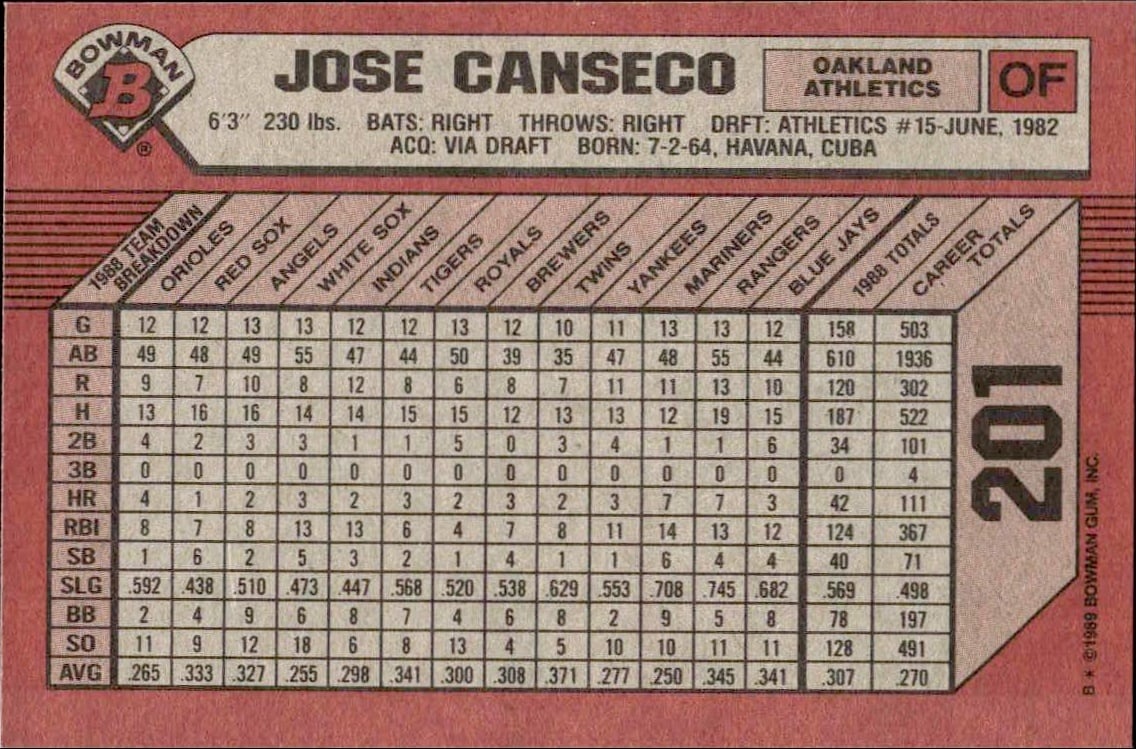 BOWMAN
B
®
JOSE CANSECO
OAKLAND
ATHLETICS
OF
6'3" 230 lbs. BATS: RIGHT THROWS: RIGHT DRFT: ATHLETICS #15-JUNE, 1982
ACQ: VIA DRAFT BORN: 7-2-64, HAVANA, CUBA
1988 TEAM BREAKDOWN ORIOLES RED SOX ANGELS WHITE SOX INDIANS TIGERS ROYALS BREWERS TWINS YANKEES MARINERS RANGERS BLUE JAYS 1988 TOTALS CAREER TOTALS
G 12 12 13 13 12 12 13 12 10 11 13 13 12 158 503
AB 49 48 49 55 47 44 50 39 35 47 48 55 44 610 1936
R 9 7 10 8 12 8 6 8 7 11 11 13 10 120 302
H 13 16 16 14 14 15 15 12 13 13 12 19 15 187 522
2B 4 2 3 3 1 1 5 0 3 4 1 1 6 34 101
3B 0 0 0 0 0 0 0 0 0 0 0 0 0 0 4
HR 4 1 2 3 2 3 2 3 2 3 7 7 3 42 111
RBI 8 7 8 13 13 6 4 7 8 11 14 13 12 124 367
SB 1 6 2 5 3 2 1 4 1 1 6 4 4 40 71
SLG .592 .438 .510 .473 .447 .568 .520 .538 .629 .553 .708 .745 .682 .569 .498
BB 2 4 9 6 8 7 4 6 8 2 9 5 8 78 197
SO 11 9 12 18 6 8 13 4 5 10 10 11 11 128 491
AVG .265 .333 .327 .255 .298 .341 .300 .308 .371 .277 .250 .345 .341 .307 .270
201
B * ©1989 BOWMAN GUM, INC.